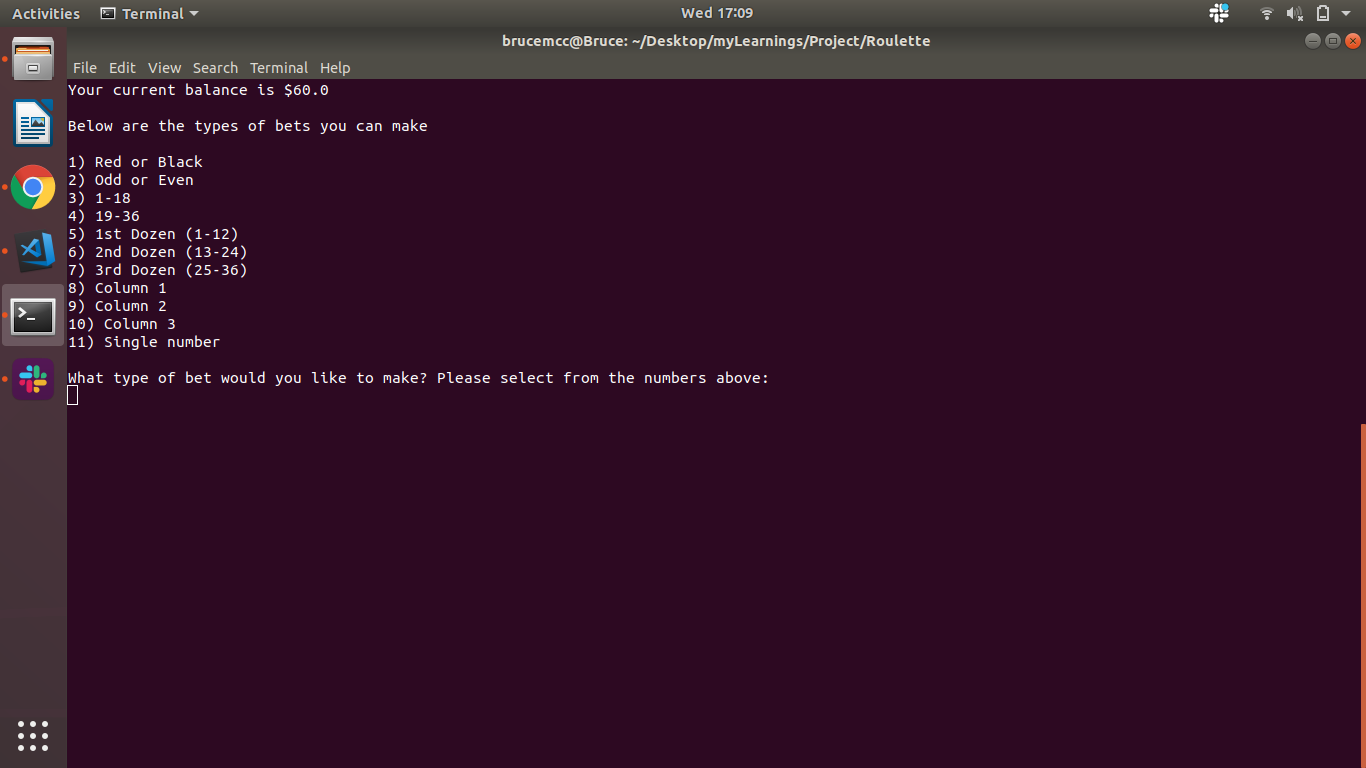 Activities Terminal Wed 17:09
brucemcc@Bruce: ~/Desktop/myLearnings/Project/Roulette
File Edit View Search Terminal Help
Your current balance is $60.0
Below are the types of bets you can make
1) Red or Black
2) Odd or Even
3) 1-18
4) 19-36
5) 1st Dozen (1-12)
6) 2nd Dozen (13-24)
7) 3rd Dozen (25-36)
8) Column 1
9) Column 2
10) Column 3
11) Single number
What type of bet would you like to make? Please select from the numbers above: